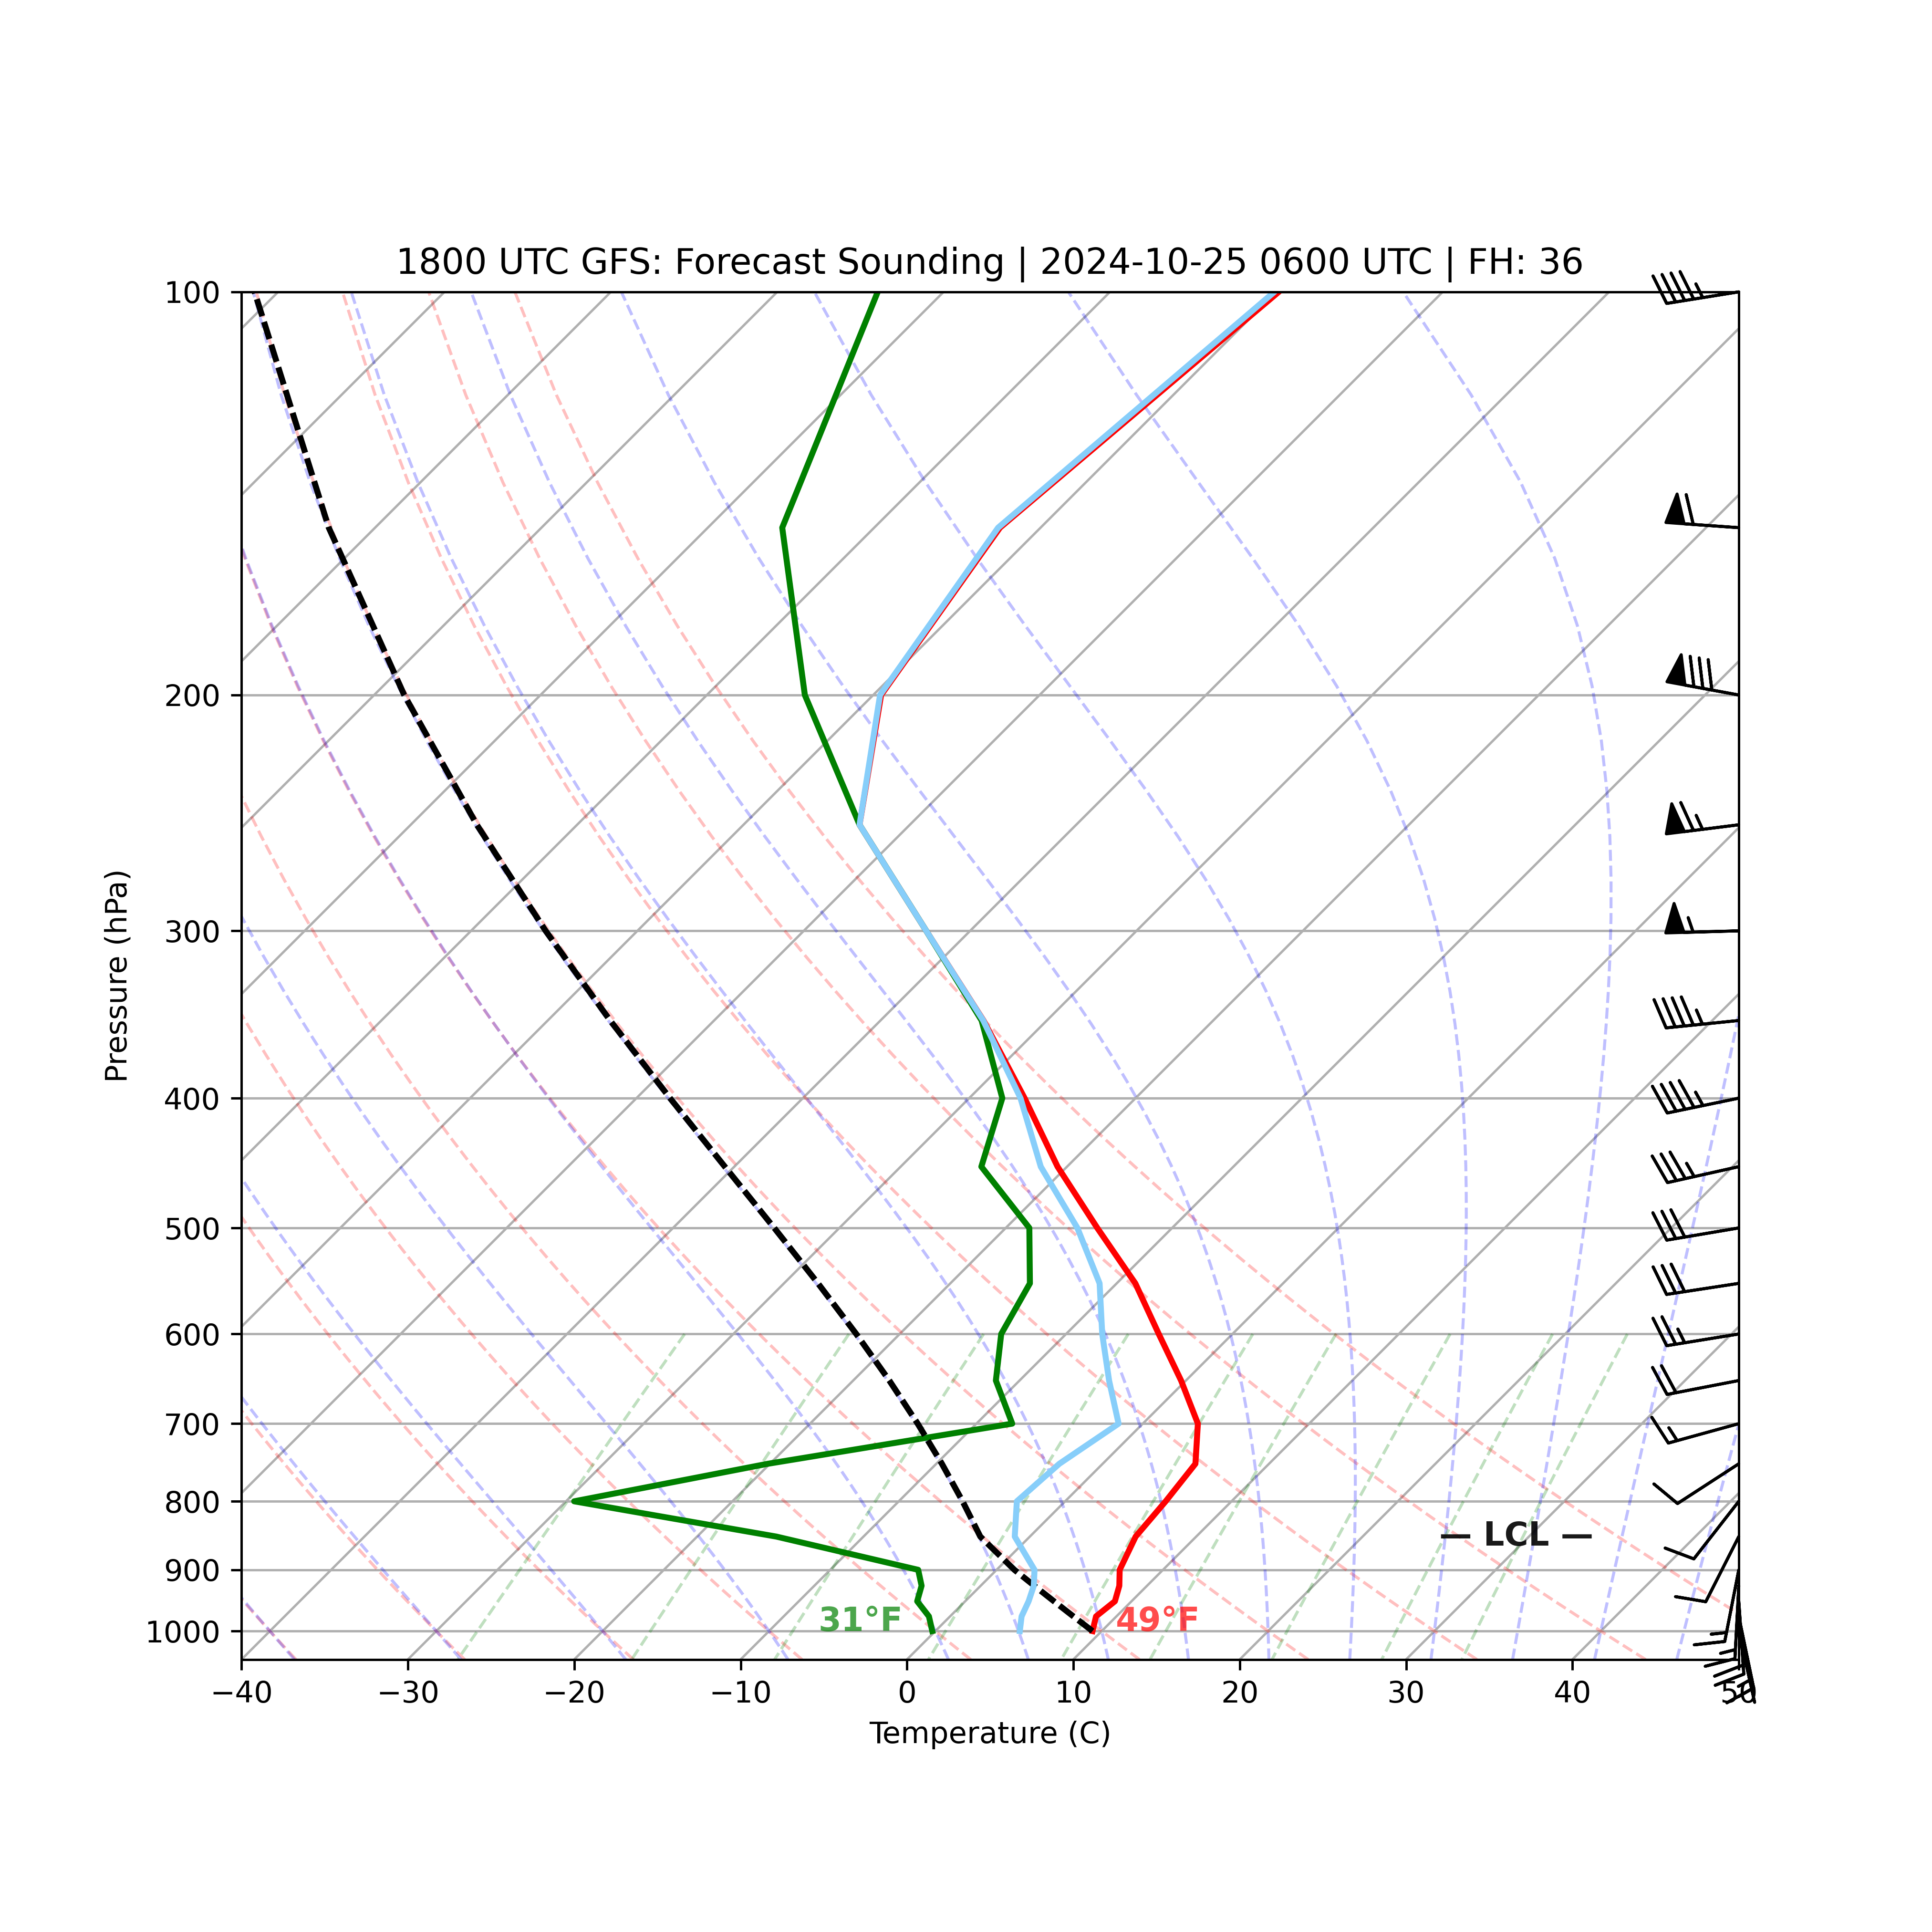 1800 UTC GFS: Forecast Sounding | 2024-10-25 0600 UTC | FH: 36
100
200
300
400
500
600
700
800
900
1000
Pressure (hPa)
— LCL —
31°F
49°F
−40 −30 −20 −10 0 10 20 30 40 50
Temperature (C)